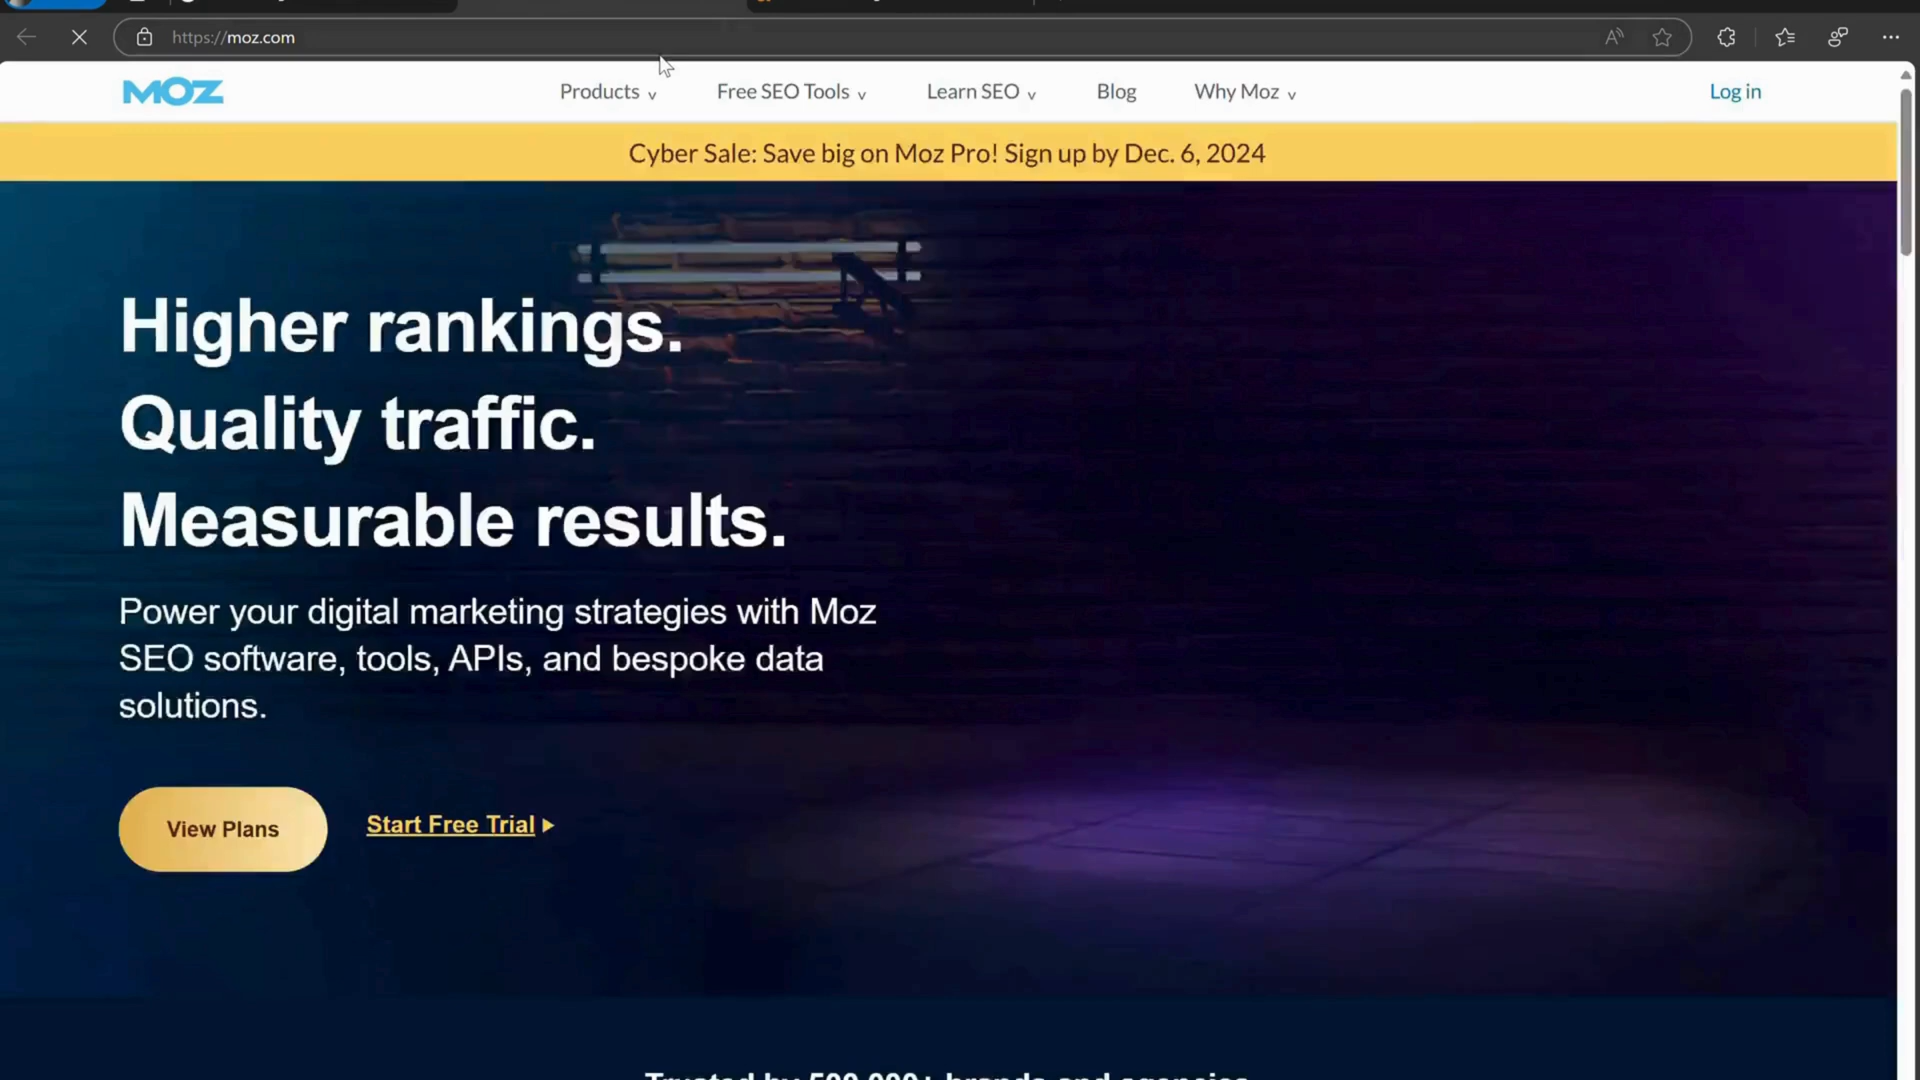 https://moz.com
MOZ
Products
Free SEO Tools
Learn SEO
Blog
Why Moz
Log in
Cyber Sale: Save big on Moz Pro! Sign up by Dec. 6, 2024
Higher rankings.
Quality traffic.
Measurable results.
Power your digital marketing strategies with Moz
SEO software, tools, APIs, and bespoke data
solutions.
View Plans
Start Free Trial
Trusted by 500,000+ brands and agencies